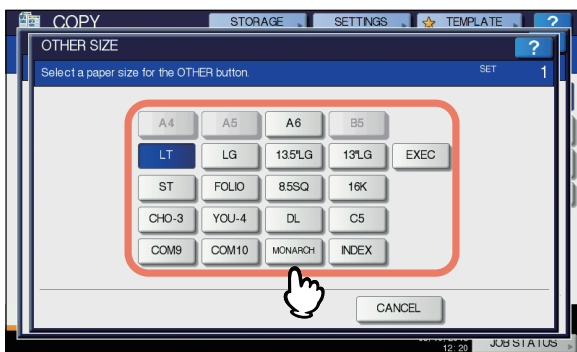 COPY STORAGE SETTINGS TEMPLATE ?
OTHER SIZE ?
Select a paper size for the OTHER button. SET 1
A4 A5 A6 B5
LT LG 13.5"LG 13"LG EXEC
ST FOLIO 8.5SQ 16K
CHO-3 YOU-4 DL C5
COM9 COM10 MONARCH INDEX
CANCEL
12:20 JOB STATUS